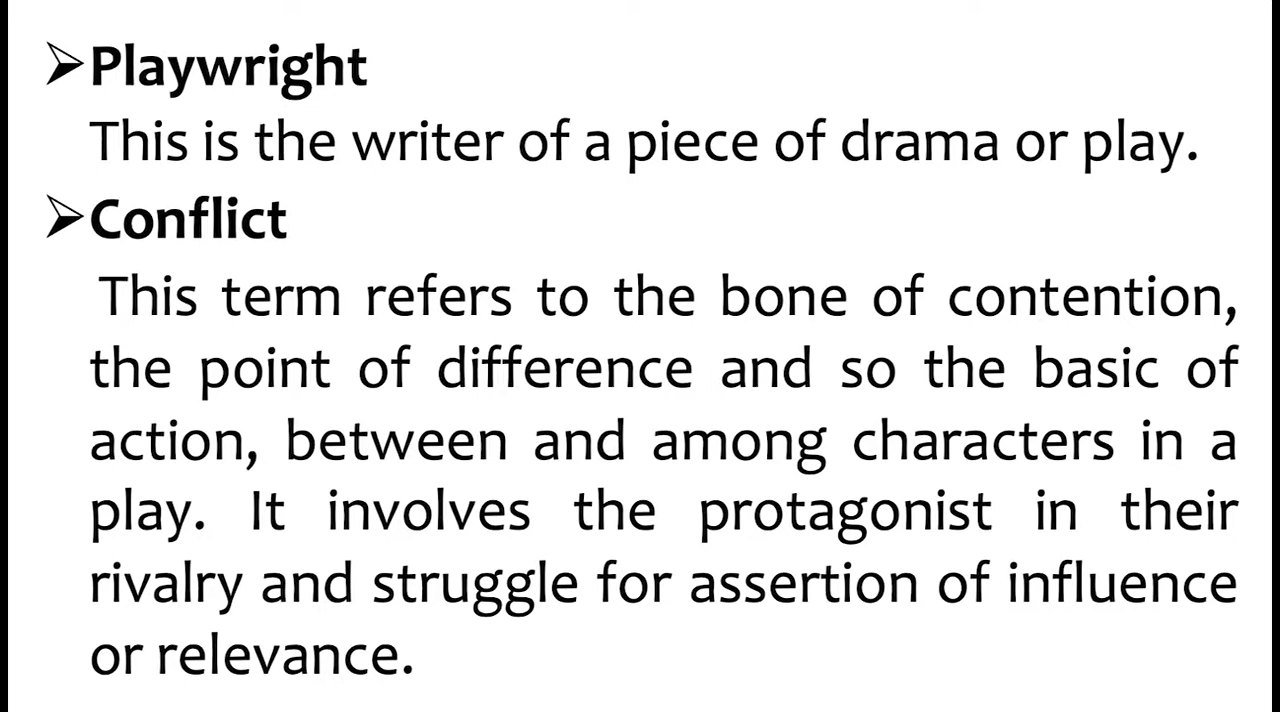 ➢Playwright
This is the writer of a piece of drama or play.
➢Conflict
This term refers to the bone of contention,
the point of difference and so the basic of
action, between and among characters in a
play. It involves the protagonist in their
rivalry and struggle for assertion of influence
or relevance.